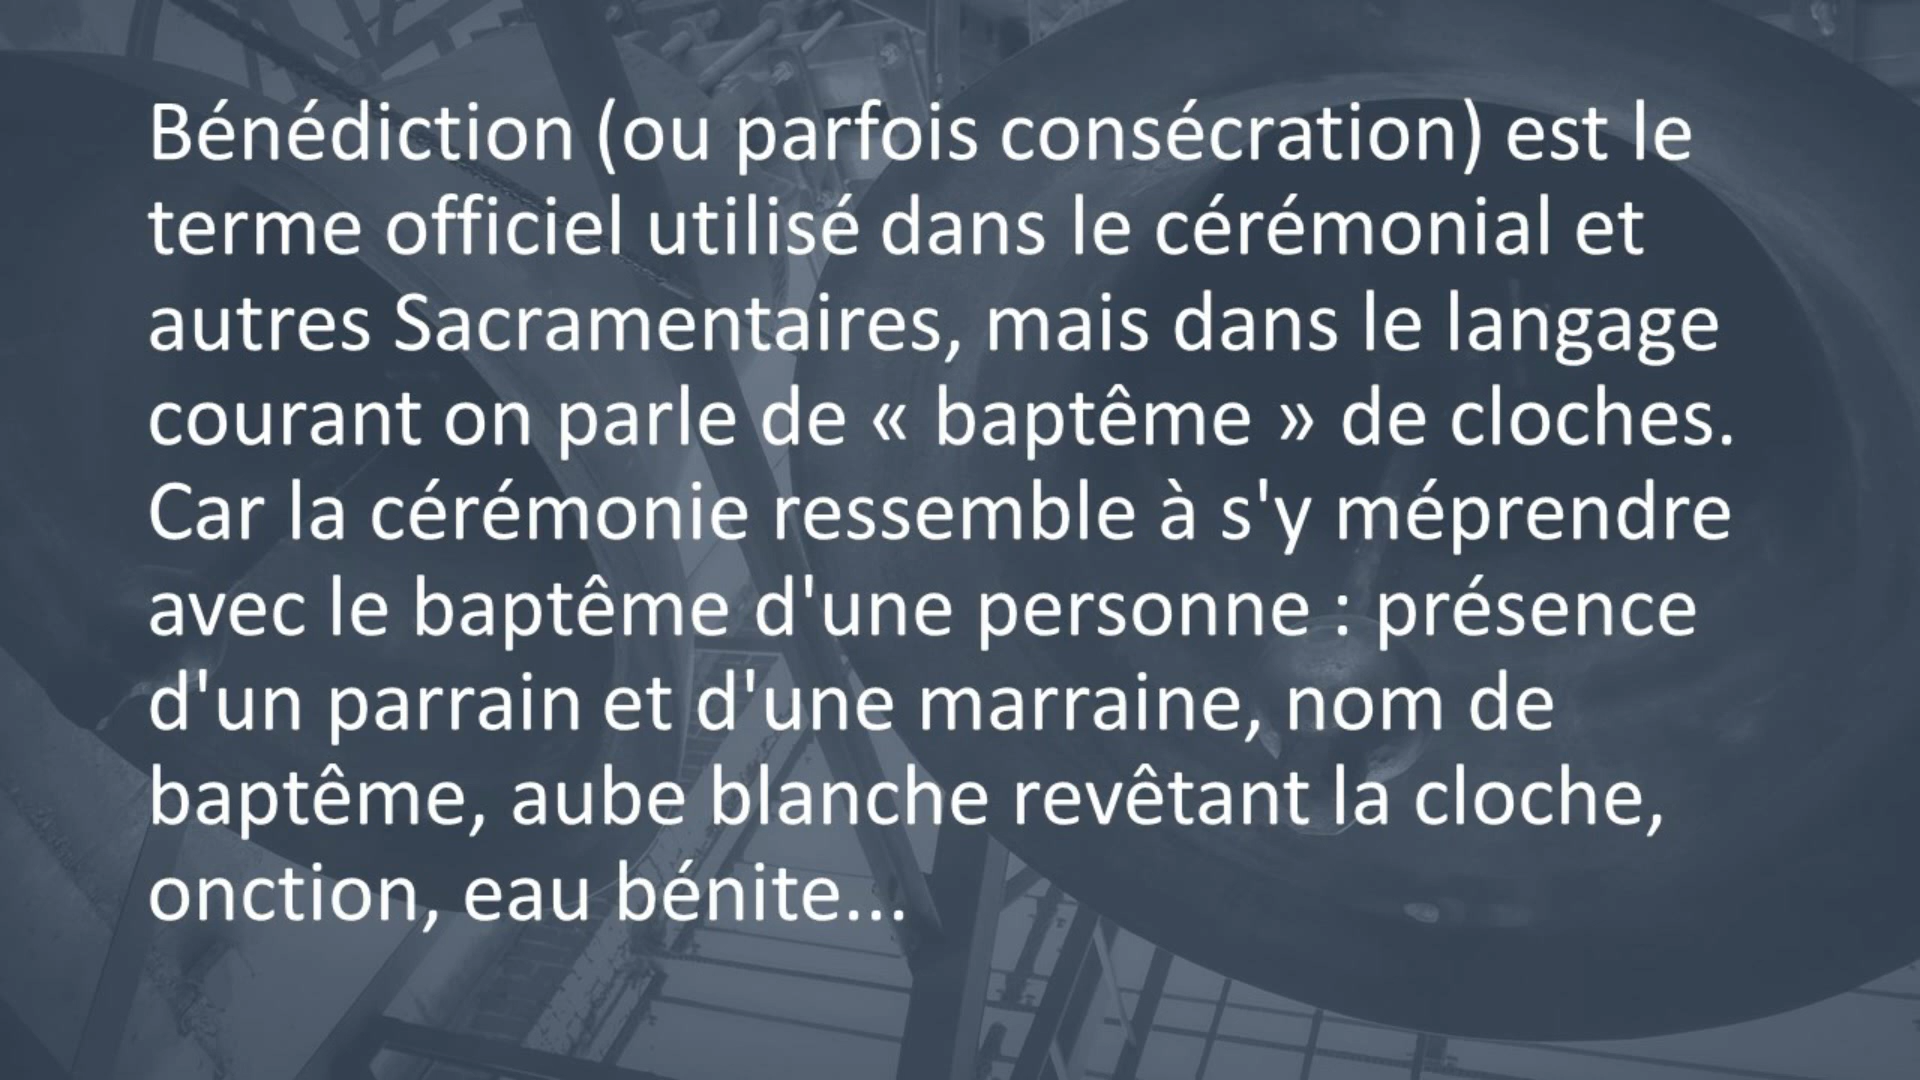 Bénédiction (ou parfois consécration) est le
terme officiel utilisé dans le cérémonial et
autres Sacramentaires, mais dans le langage
courant on parle de « baptême » de cloches.
Car la cérémonie ressemble à s'y méprendre
avec le baptême d'une personne : présence
d'un parrain et d'une marraine, nom de
baptême, aube blanche revêtant la cloche,
onction, eau bénite...